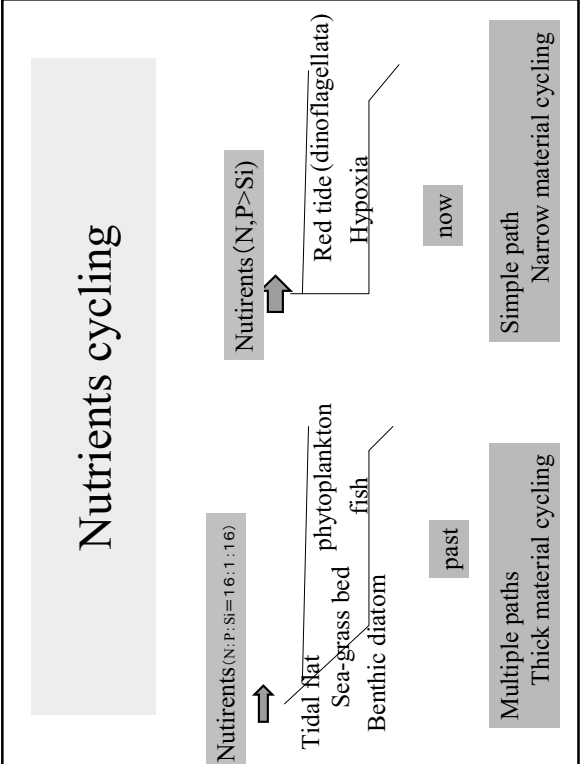 Nutrients cycling
Nutirents(N:P:Si=16:1:16)
Tidal flat
Sea-grass bed
Benthic diatom
phytoplankton
fish
past
Multiple paths
Thick material cycling
Nutirents(N,P>Si)
Red tide(dinoflagellata)
Hypoxia
now
Simple path
Narrow material cycling